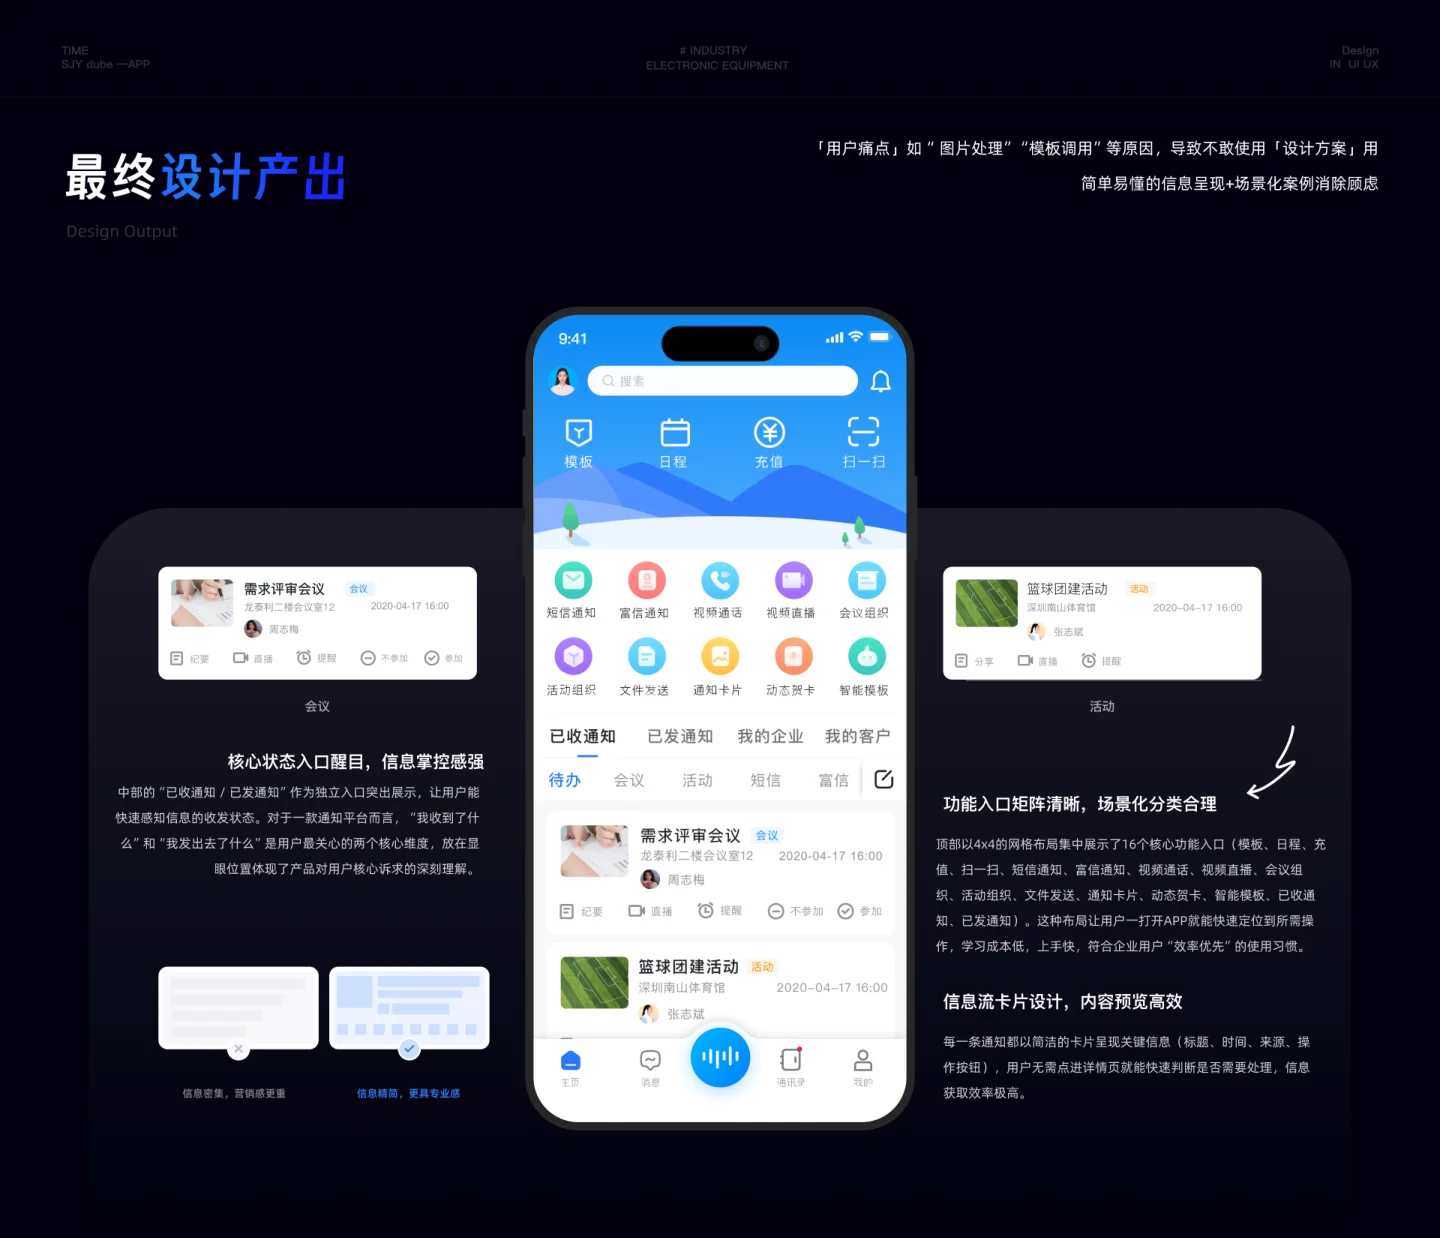 TIME
SJY dube —APP
# INDUSTRY
ELECTRONIC EQUIPMENT
Design
IN UI UX
最终设计产出
Design Output
「用户痛点」如 “ 图片处理” “模板调用” 等原因，导致不敢使用「设计方案」用
简单易懂的信息呈现+场景化案例消除顾虑
9:41
搜索
模板 日程 充值 扫一扫
短信通知 富信通知 视频通话 视频直播 会议组织
活动组织 文件发送 通知卡片 动态贺卡 智能模板
已收通知 已发通知 我的企业 我的客户
待办 会议 活动 短信 富信
需求评审会议 会议
龙泰利二楼会议室12 2020-04-17 16:00
周志梅
纪要 直播 提醒 不参加 参加
篮球团建活动 活动
深圳南山体育馆 2020-04-17 16:00
张志斌
主页 消息 通讯录 我的
需求评审会议 会议
龙泰利二楼会议室12 2020-04-17 16:00
周志梅
纪要 直播 提醒 不参加 参加
会议
核心状态入口醒目，信息掌控感强
中部的 “已收通知 / 已发通知” 作为独立入口突出展示，让用户能
快速感知信息的收发状态。对于一款通知平台而言， “我收到了什
么” 和 “我发出去了什么” 是用户最关心的两个核心维度，放在显
眼位置体现了产品对用户核心诉求的深刻理解。
信息密集，营销感更重
信息精简，更具专业感
篮球团建活动 活动
深圳南山体育馆 2020-04-17 16:00
张志斌
分享 直播 提醒
活动
功能入口矩阵清晰，场景化分类合理
顶部以4x4的网格布局集中展示了16个核心功能入口（模板、日程、充
值、扫一扫、短信通知、富信通知、视频通话、视频直播、会议组
织、活动组织、文件发送、通知卡片、动态贺卡、智能模板、已收通
知、已发通知）。这种布局让用户一打开APP就能快速定位到所需操
作，学习成本低，上手快，符合企业用户 “效率优先” 的使用习惯。
信息流卡片设计，内容预览高效
每一条通知都以简洁的卡片呈现关键信息（标题、时间、来源、操
作按钮），用户无需点进详情页就能快速判断是否需要处理，信息
获取效率极高。